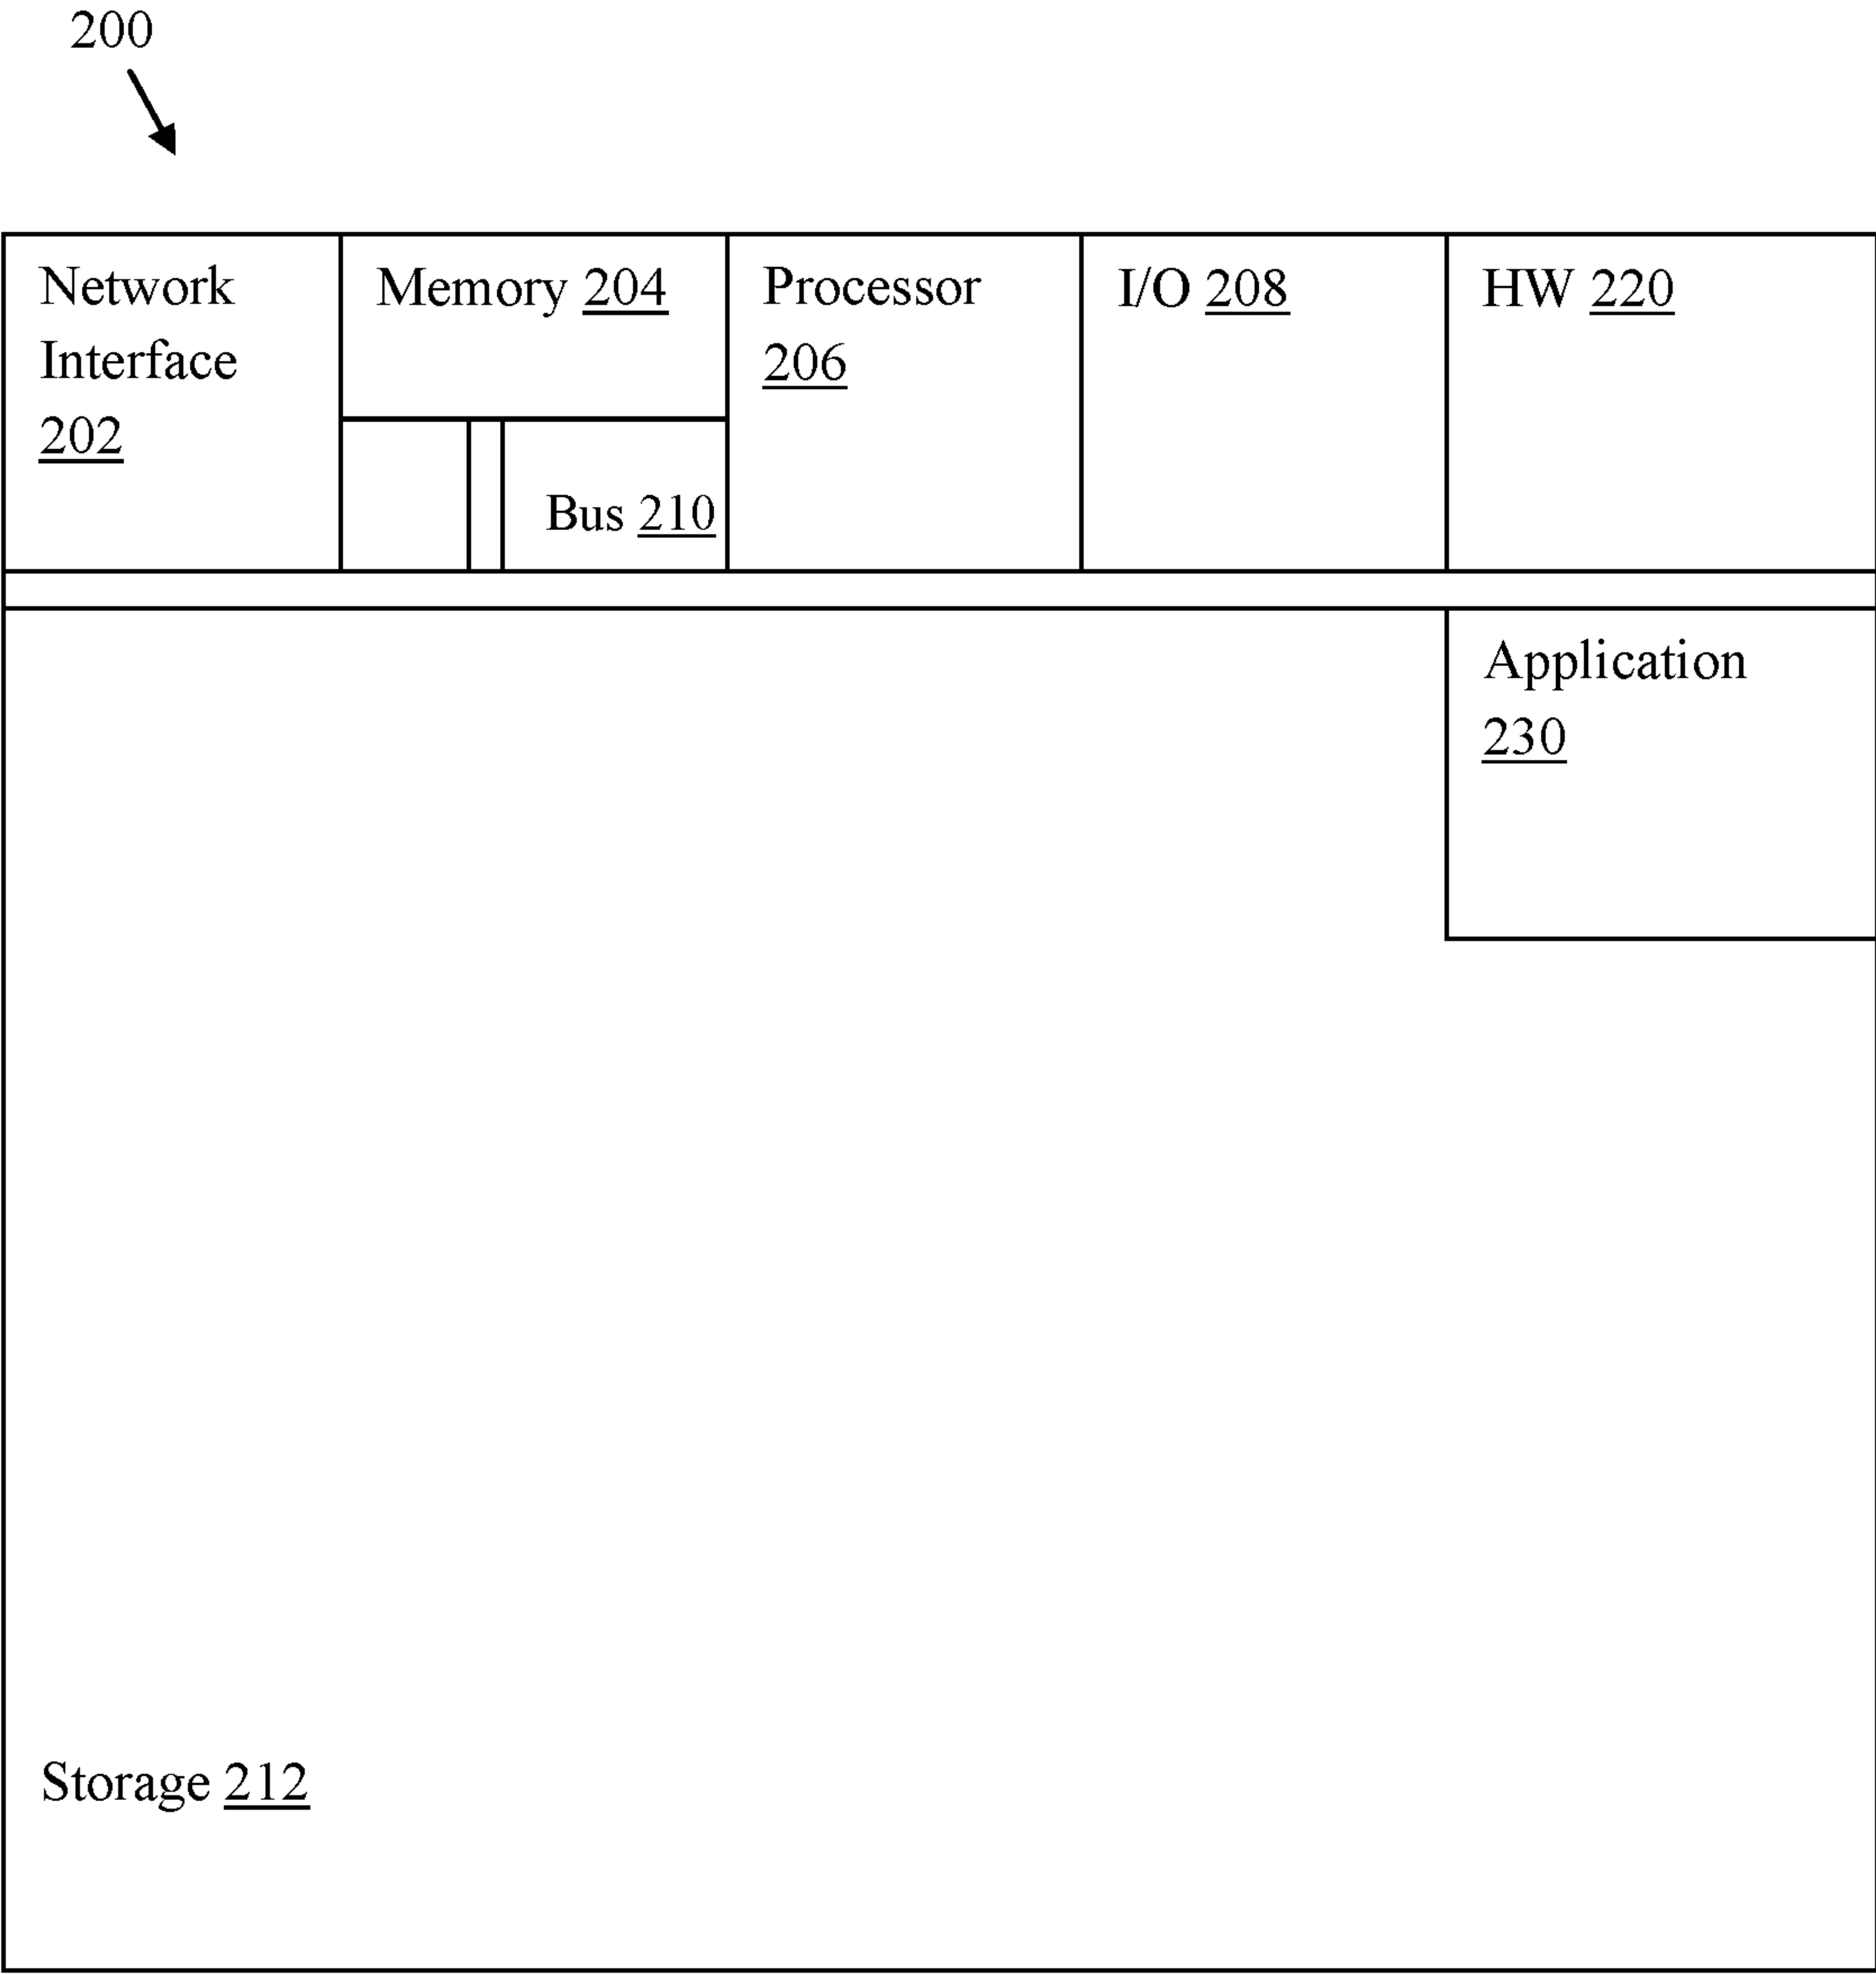 200
Network
Interface
202
Memory 204
Bus 210
Processor
206
I/O 208
HW 220
Application
230
Storage 212